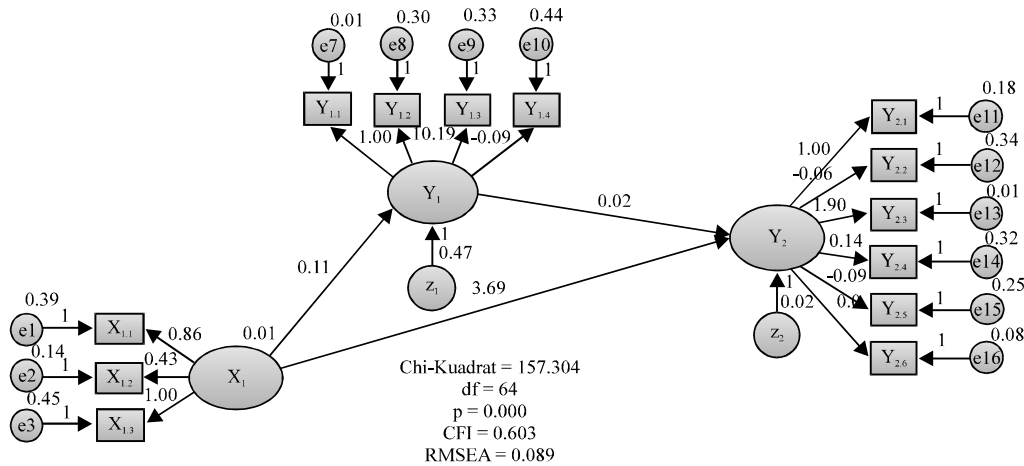 0.01 0.30 0.33 0.44
e7 e8 e9 e10
1 1 1 1
Y1.1 Y1.2 Y1.3 Y1.4
1.00 10.19 -0.09
Y1
1
0.47
z1
0.11
0.02
3.69
0.39
e1 1 X1.1 0.86
0.14
e2 1 X1.2 0.43
0.45
e3 1 X1.3 1.00
0.01
X1
Y2
1
0.02
z2
1.00 Y2.1 1 e11 0.18
-0.06 Y2.2 1 e12 0.34
1.90 Y2.3 1 e13 0.01
0.14 Y2.4 1 e14 0.32
-0.09 Y2.5 1 e15 0.25
Y2.6 1 e16 0.08
Chi-Kuadrat = 157.304
df = 64
p = 0.000
CFI = 0.603
RMSEA = 0.089